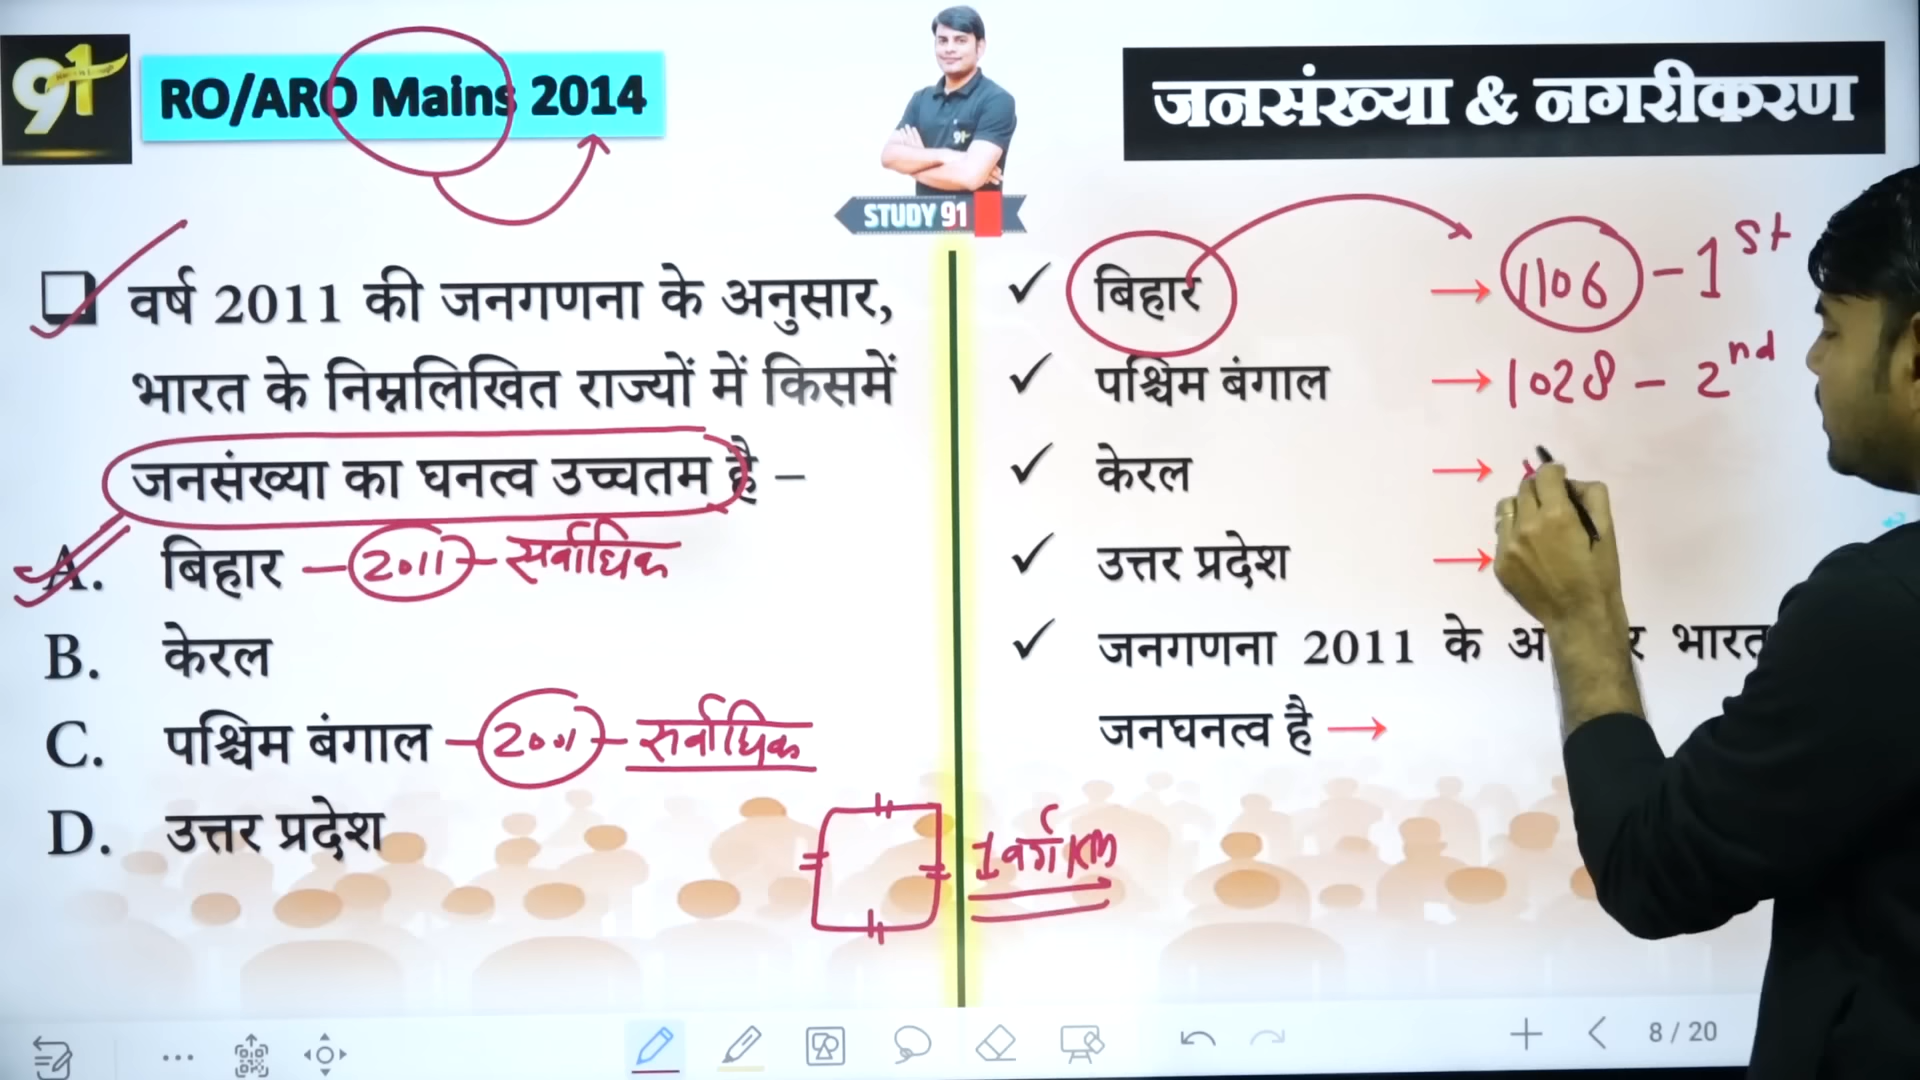 91
RO/ARO Mains 2014
STUDY 91
जनसंख्या & नगरीकरण
वर्ष 2011 की जनगणना के अनुसार,
भारत के निम्नलिखित राज्यों में किसमें
जनसंख्या का घनत्व उच्चतम है –
A. बिहार – 2011 – सर्वाधिक
B. केरल
C. पश्चिम बंगाल – 2001 – सर्वाधिक
D. उत्तर प्रदेश
1 वर्ग KM
✓ बिहार → 1106 – 1st
✓ पश्चिम बंगाल → 1028 – 2nd
✓ केरल →
✓ उत्तर प्रदेश →
✓ जनगणना 2011 के भारत
जनघनत्व है →
8 / 20